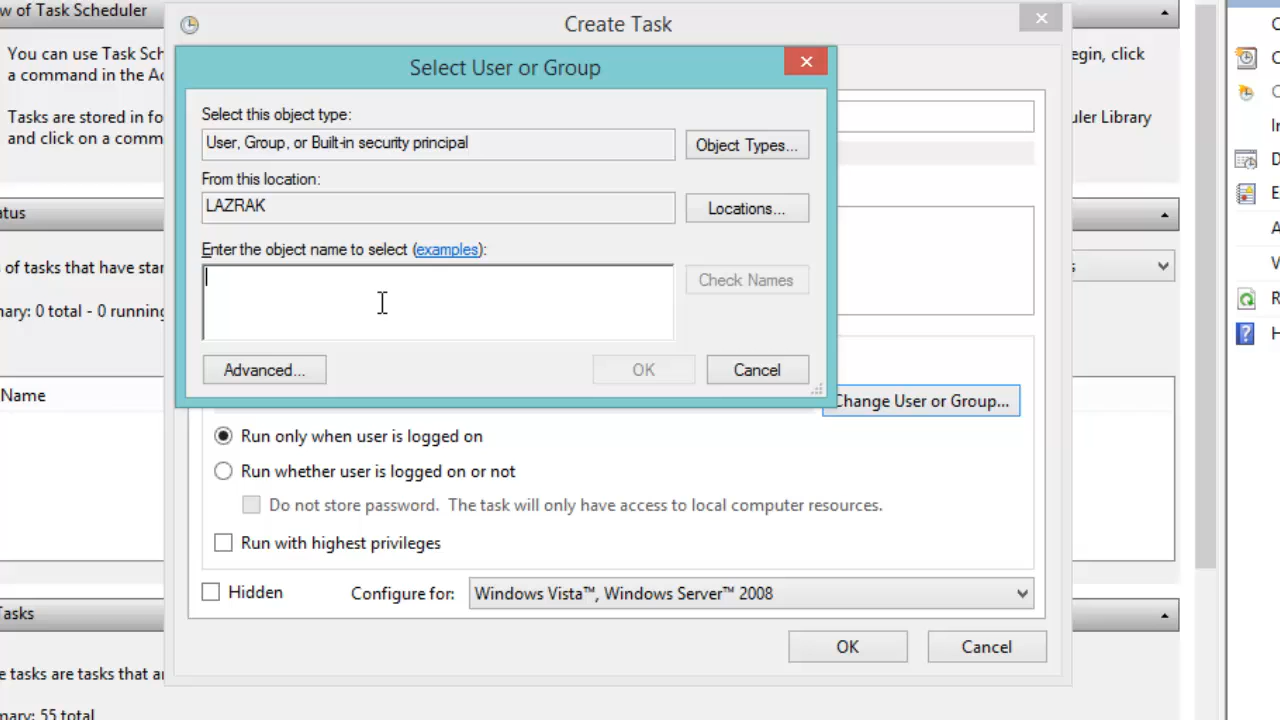 w of Task Scheduler
Create Task
You can use Task Sch
a command in the Ac
egin, click
Tasks are stored in fo
and click on a comm
uler Library
Select User or Group
Select this object type:
User, Group, or Built-in security principal
Object Types...
From this location:
LAZRAK
Locations...
Enter the object name to select (examples):
Check Names
Advanced...
OK
Cancel
atus
of tasks that have star
mary: 0 total - 0 running
Name
Change User or Group...
Run only when user is logged on
Run whether user is logged on or not
Do not store password. The task will only have access to local computer resources.
Run with highest privileges
Hidden
Configure for:
Windows Vista™, Windows Server™ 2008
OK
Cancel
Tasks
e tasks are tasks that ar
mary: 55 total